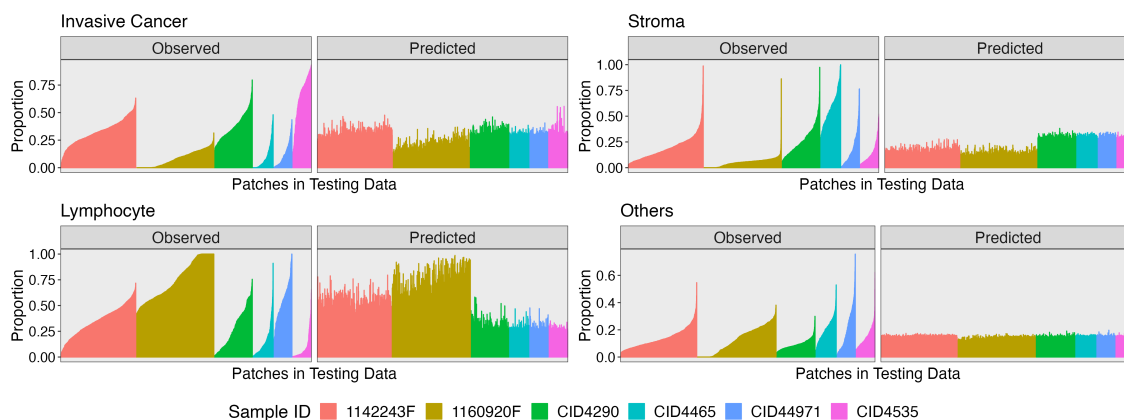 Invasive Cancer
Observed
Predicted
Proportion
0.75
0.50
0.25
0.00
Patches in Testing Data
Stroma
Observed
Predicted
Proportion
1.00
0.75
0.50
0.25
0.00
Patches in Testing Data
Lymphocyte
Observed
Predicted
Proportion
1.00
0.75
0.50
0.25
0.00
Patches in Testing Data
Others
Observed
Predicted
Proportion
0.6
0.4
0.2
0.0
Patches in Testing Data
Sample ID 1142243F 1160920F CID4290 CID4465 CID44971 CID4535